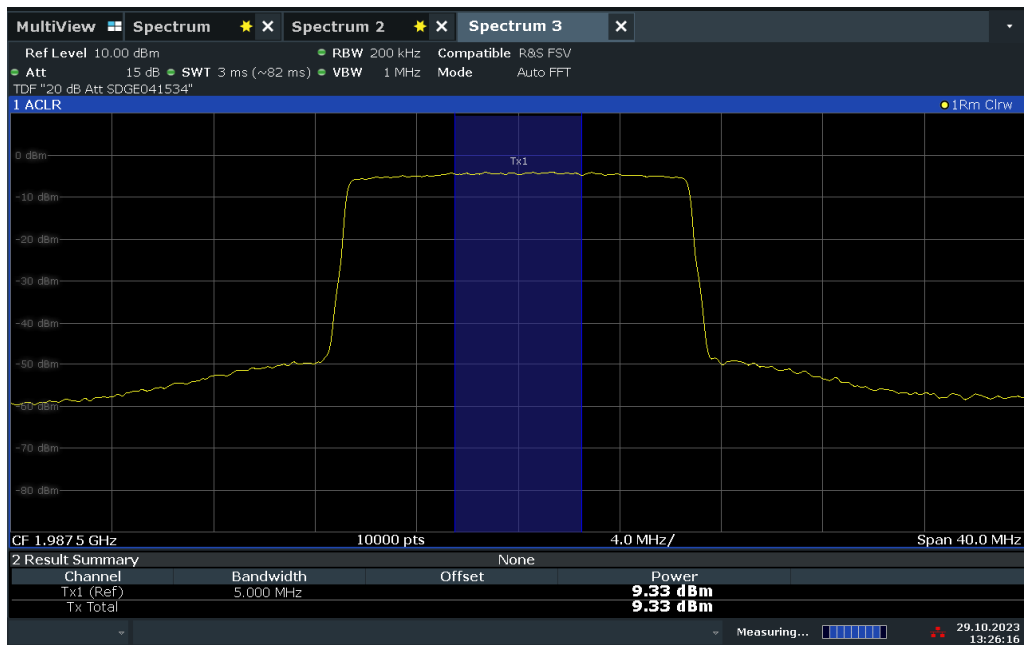 MultiView Spectrum Spectrum 2 Spectrum 3
Ref Level 10.00 dBm RBW 200 kHz Compatible R&S FSV
Att 15 dB SWT 3 ms (~82 ms) VBW 1 MHz Mode Auto FFT
TDF "20 dB Att SDGE041534"
1 ACLR 1Rm Clrw
0 dBm
Tx1
-10 dBm
-20 dBm
-30 dBm
-40 dBm
-50 dBm
-60 dBm
-70 dBm
-80 dBm
CF 1.9875 GHz 10000 pts 4.0 MHz/ Span 40.0 MHz
2 Result Summary None
Channel Bandwidth Offset Power
Tx1 (Ref) 5.000 MHz 9.33 dBm
Tx Total 9.33 dBm
Measuring... 29.10.2023
13:26:16